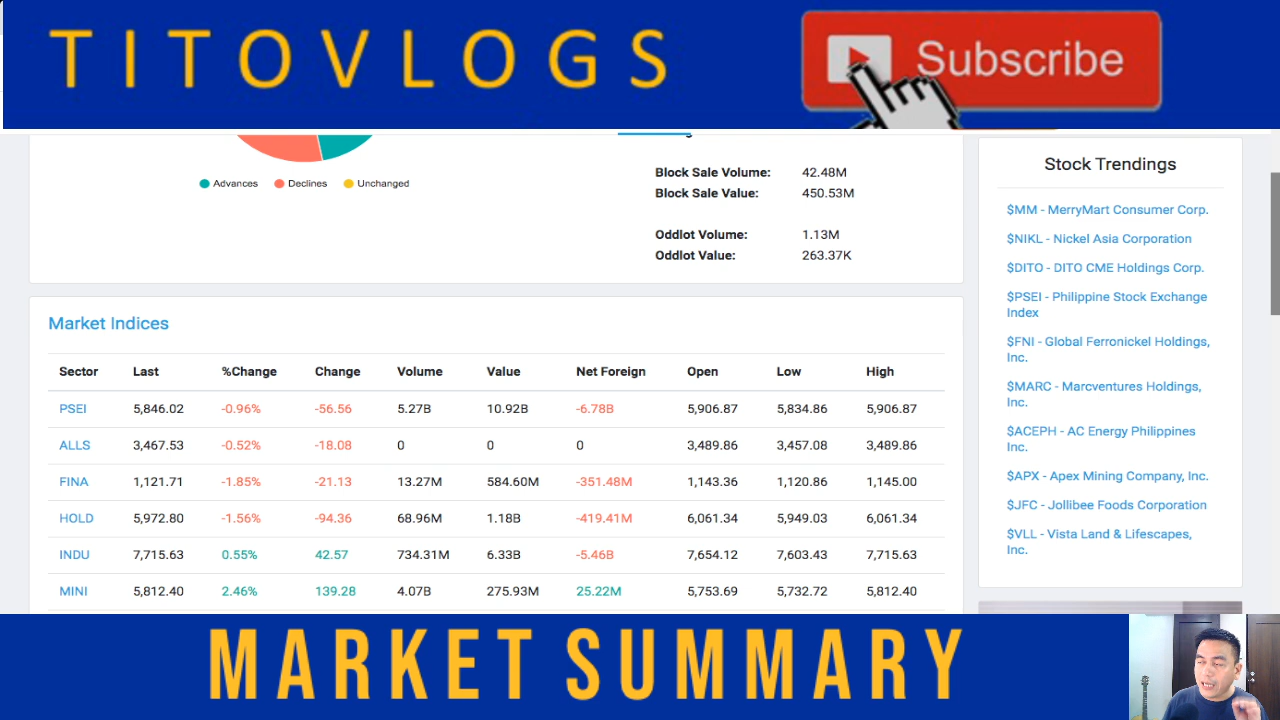 TITOVLOGS
Subscribe
Advances Declines Unchanged
Block Sale Volume: 42.48M
Block Sale Value: 450.53M
Oddlot Volume: 1.13M
Oddlot Value: 263.37K
Market Indices
Sector Last %Change Change Volume Value Net Foreign Open Low High
PSEI 5,846.02 -0.96% -56.56 5.27B 10.92B -6.78B 5,906.87 5,834.86 5,906.87
ALLS 3,467.53 -0.52% -18.08 0 0 0 3,489.86 3,457.08 3,489.86
FINA 1,121.71 -1.85% -21.13 13.27M 584.60M -351.48M 1,143.36 1,120.86 1,145.00
HOLD 5,972.80 -1.56% -94.36 68.96M 1.18B -419.41M 6,061.34 5,949.03 6,061.34
INDU 7,715.63 0.55% 42.57 734.31M 6.33B -5.46B 7,654.12 7,603.43 7,715.63
MINI 5,812.40 2.46% 139.28 4.07B 275.93M 25.22M 5,753.69 5,732.72 5,812.40
Stock Trendings
$MM - MerryMart Consumer Corp.
$NIKL - Nickel Asia Corporation
$DITO - DITO CME Holdings Corp.
$PSEI - Philippine Stock Exchange
Index
$FNI - Global Ferronickel Holdings,
Inc.
$MARC - Marcventures Holdings,
Inc.
$ACEPH - AC Energy Philippines
Inc.
$APX - Apex Mining Company, Inc.
$JFC - Jollibee Foods Corporation
$VLL - Vista Land & Lifescapes,
Inc.
MARKET SUMMARY